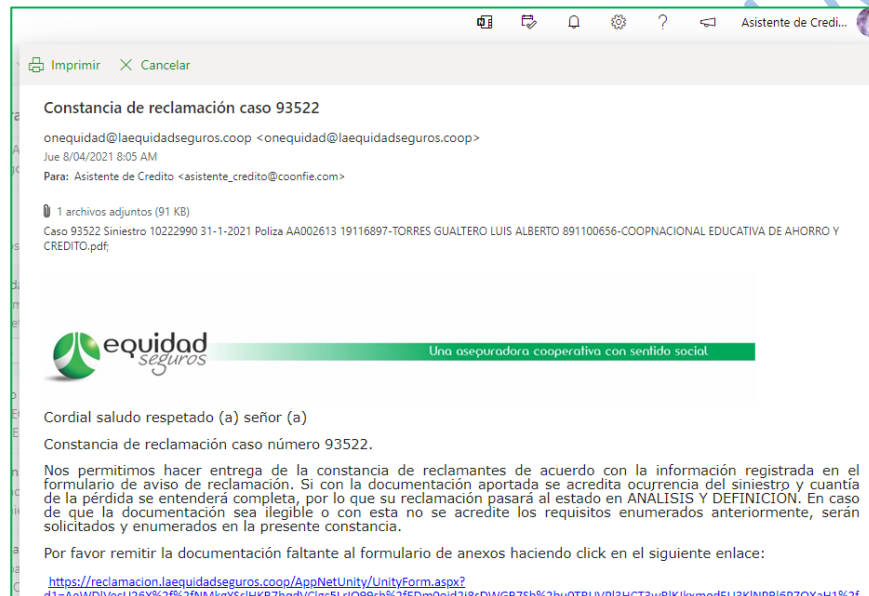 Asistente de Credi...
Imprimir Cancelar
Constancia de reclamación caso 93522
onequidad@laequidadseguros.coop <onequidad@laequidadseguros.coop>
Jue 8/04/2021 8:05 AM
Para: Asistente de Credito <asistente_credito@coonfie.com>
1 archivos adjuntos (91 KB)
Caso 93522 Siniestro 10222990 31-1-2021 Poliza AA002613 19116897-TORRES GUALTERO LUIS ALBERTO 891100656-COOPNACIONAL EDUCATIVA DE AHORRO Y
CREDITO.pdf;
equidad
seguros
Una aseguradora cooperativa con sentido social
Cordial saludo respetado (a) señor (a)
Constancia de reclamación caso número 93522.
Nos permitimos hacer entrega de la constancia de reclamantes de acuerdo con la información registrada en el
formulario de aviso de reclamación. Si con la documentación aportada se acredita ocurrencia del siniestro y cuantía
de la pérdida se entenderá completa, por lo que su reclamación pasará al estado en ANÁLISIS Y DEFINICIÓN. En caso
de que la documentación sea ilegible o con esta no se acredite los requisitos enumerados anteriormente, serán
solicitados y enumerados en la presente constancia.
Por favor remitir la documentación faltante al formulario de anexos haciendo click en el siguiente enlace:
https://reclamacion.laequidadseguros.coop/AppNetUnity/UnityForm.aspx?